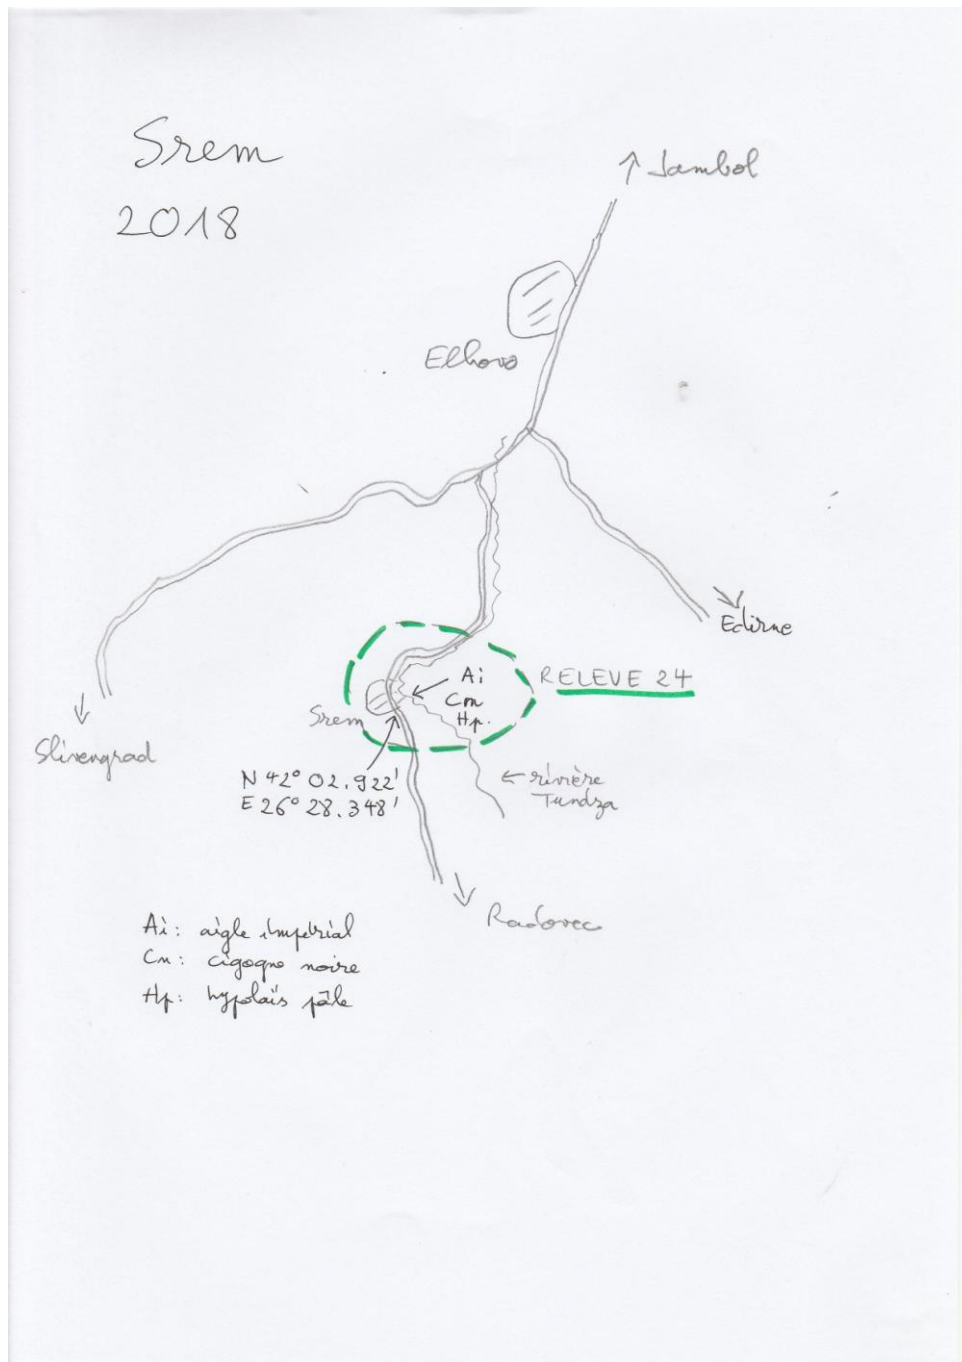 Srem
2018
↑ Jambol
Elhovo
Edirne
RELEVE 24
Ai
Cn
Hp.
Srem
Slivengrad
N 42° 02.922'
E 26° 28.348'
← rivière
Tundza
Radovec
Ai: aigle impérial
Cn: cigogne noire
Hp: hypolaïs pâle